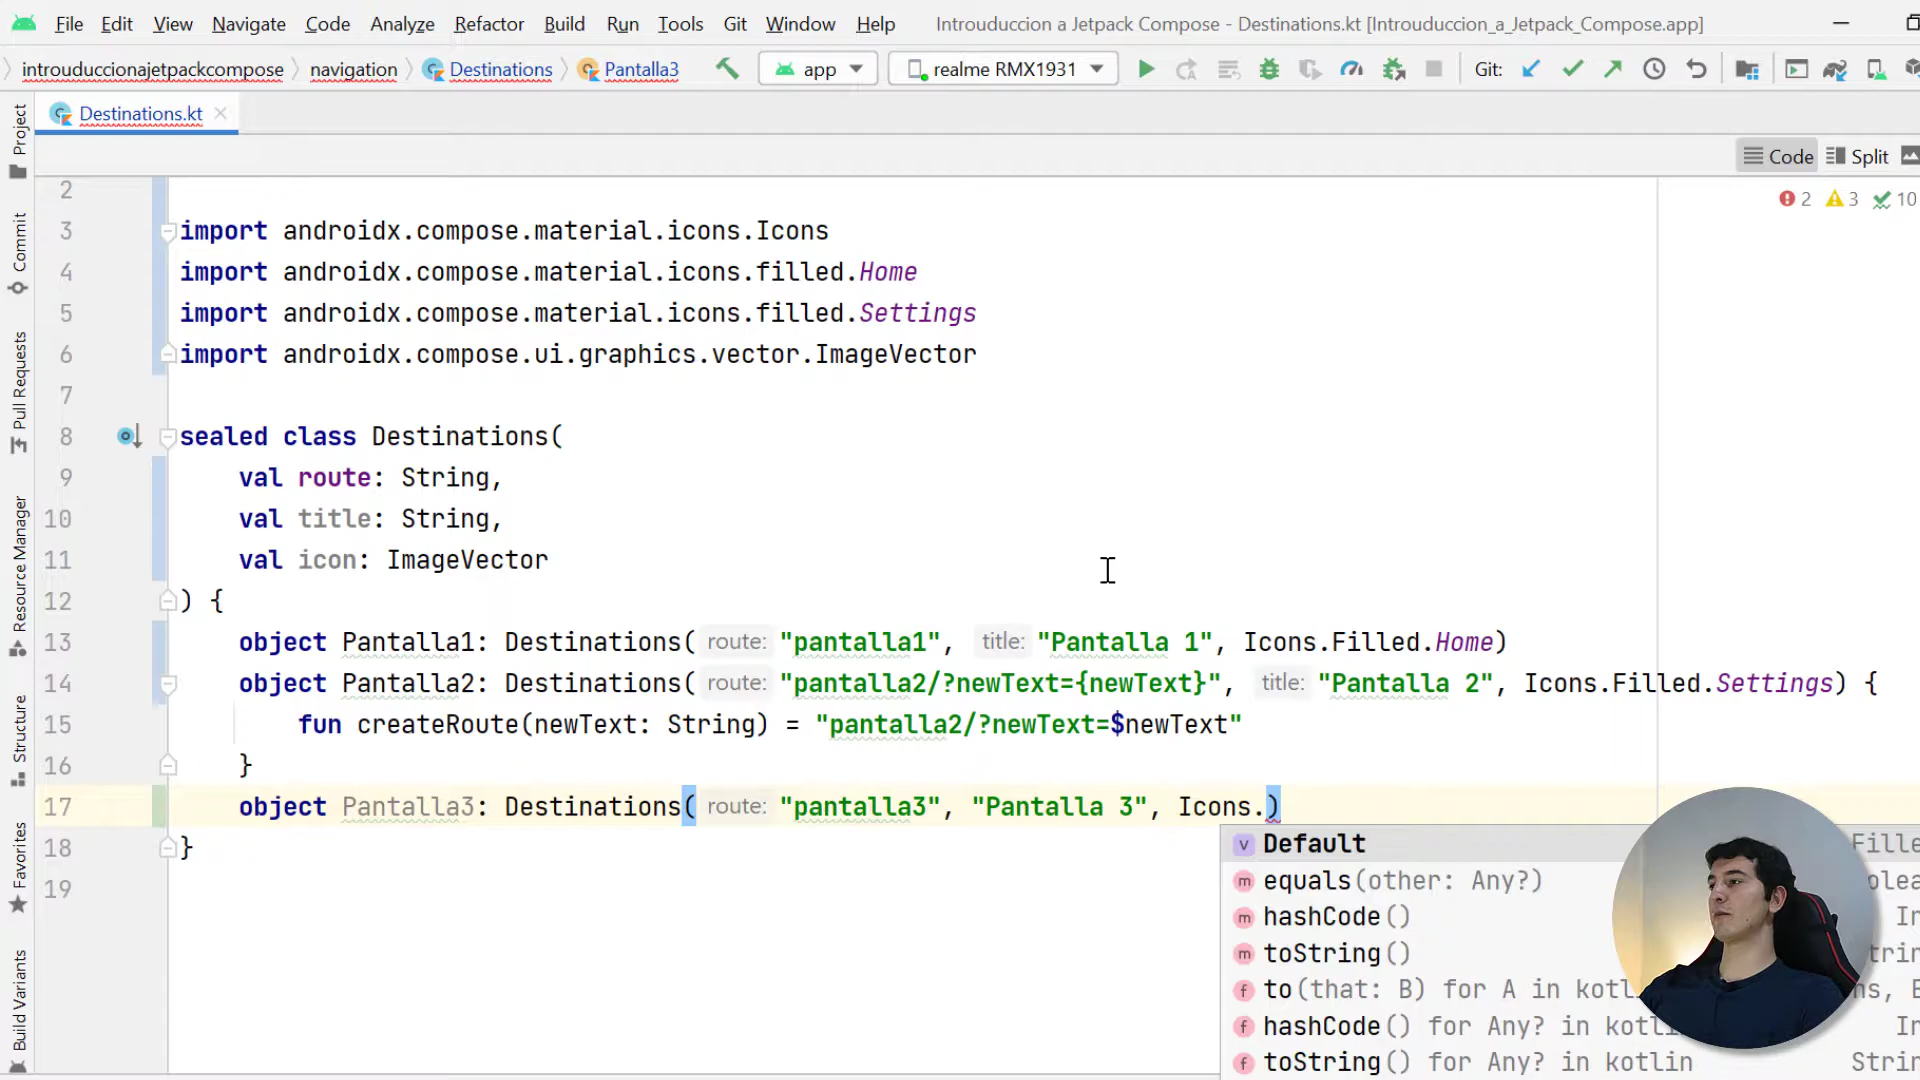 File Edit View Navigate Code Analyze Refactor Build Run Tools Git Window Help Introuduccion a Jetpack Compose - Destinations.kt [Introuduccion_a_Jetpack_Compose.app]
introuduccionajetpackcompose navigation Destinations Pantalla3 app realme RMX1931 Git:
Destinations.kt
Code Split
2 3 10
Project
Commit
Pull Requests
Resource Manager
Structure
Favorites
Build Variants
2
3 import androidx.compose.material.icons.Icons
4 import androidx.compose.material.icons.filled.Home
5 import androidx.compose.material.icons.filled.Settings
6 import androidx.compose.ui.graphics.vector.ImageVector
7
8 sealed class Destinations(
9 val route: String,
10 val title: String,
11 val icon: ImageVector
12 ) {
13 object Pantalla1: Destinations( route: "pantalla1", title: "Pantalla 1", Icons.Filled.Home)
14 object Pantalla2: Destinations( route: "pantalla2/?newText={newText}", title: "Pantalla 2", Icons.Filled.Settings) {
15 fun createRoute(newText: String) = "pantalla2/?newText=$newText"
16 }
17 object Pantalla3: Destinations( route: "pantalla3", "Pantalla 3", Icons.)
18 }
19
v Default
m equals(other: Any?)
m hashCode()
m toString()
f to(that: B) for A in
f hashCode() for Any? in
f toString() for Any? in kotlin